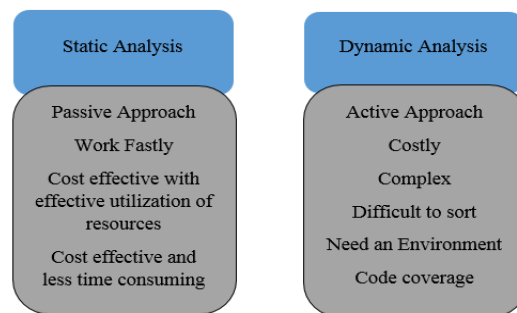 Static Analysis
Passive Approach
Work Fastly
Cost effective with
effective utilization of
resources
Cost effective and
less time consuming
Dynamic Analysis
Active Approach
Costly
Complex
Difficult to sort
Need an Environment
Code coverage